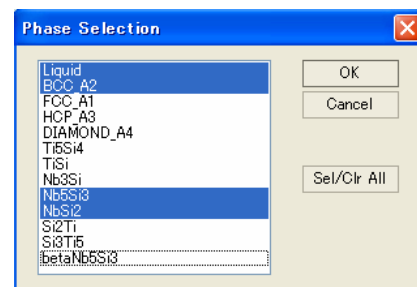 Phase Selection
Liquid
BCC_A2
FCC_A1
HCP_A3
DIAMOND_A4
Ti5Si4
TiSi
Nb3Si
Nb5Si3
NbSi2
Si2Ti
Si3Ti5
betaNb5Si3
OK
Cancel
Sel/Clr All